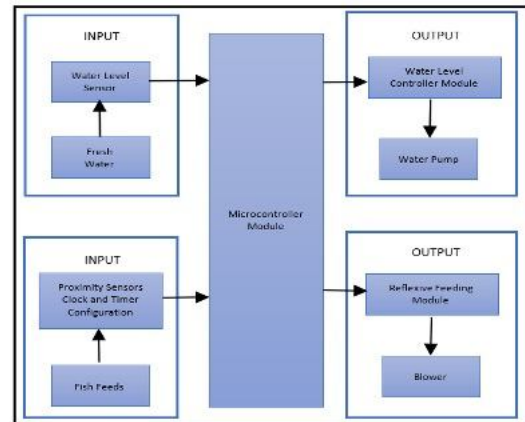 INPUT
Water Level
Sensor
Fresh
Water
INPUT
Proximity Sensors
Clock and Timer
Configuration
Fish Feeds
Microcontroller
Module
OUTPUT
Water Level
Controller Module
Water Pump
OUTPUT
Reflexive Feeding
Module
Blower